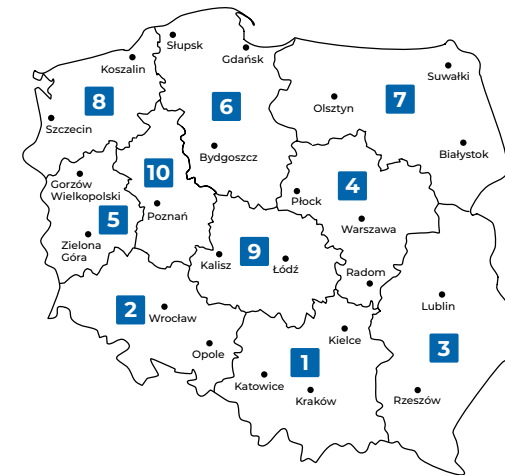 Słupsk
Gdańsk
Koszalin
Suwałki
8
6
7
Olsztyn
Szczecin
Bydgoszcz
Białystok
10
Gorzów
Wielkopolski
4
Płock
Poznań
5
Warszawa
Zielona
Góra
9
Kalisz
Łódź
Radom
2
Wrocław
Lublin
Kielce
3
Opole
1
Katowice
Kraków
Rzeszów